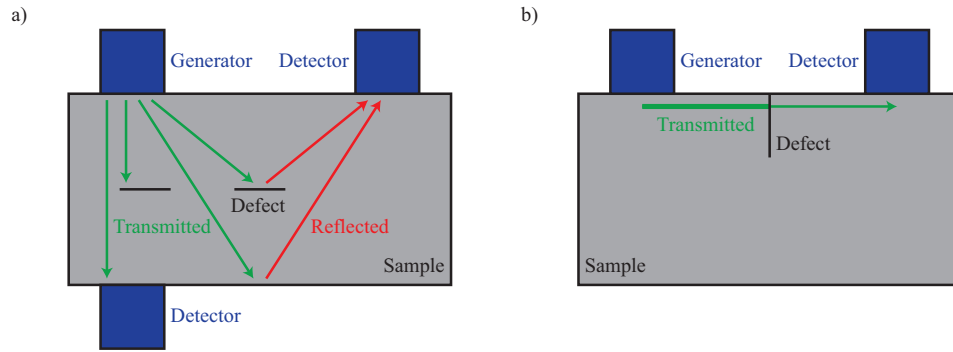 a)
Generator
Detector
Transmitted
Defect
Reflected
Sample
Detector
b)
Generator
Detector
Transmitted
Defect
Sample